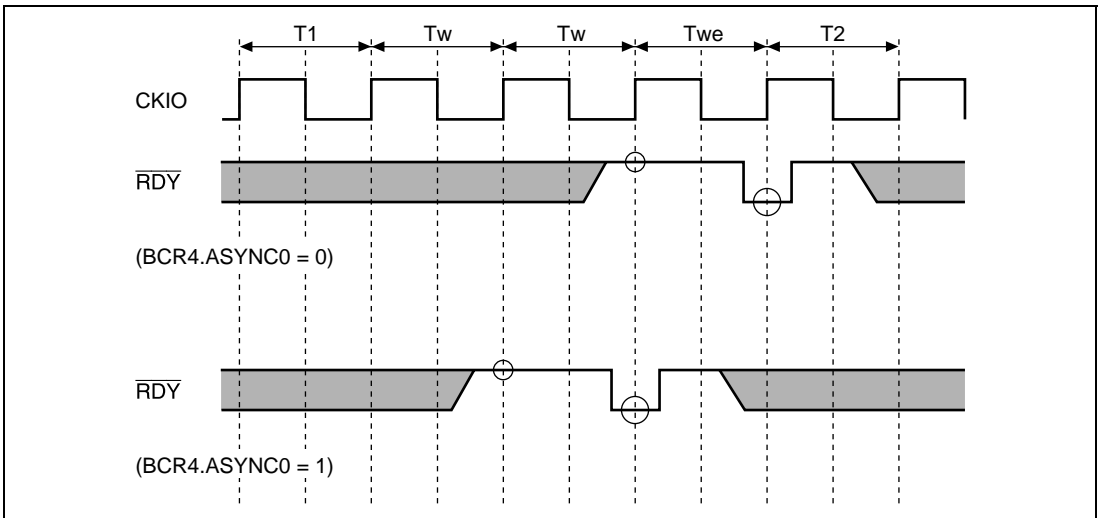 T1 Tw Tw Twe T2
CKIO
RDY
(BCR4.ASYNC0 = 0)
RDY
(BCR4.ASYNC0 = 1)